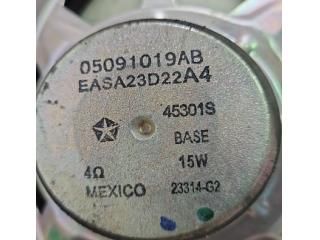 05091019AB
EASA23D22A4
45301S
BASE
4Ω 15W
MEXICO 23314-G2